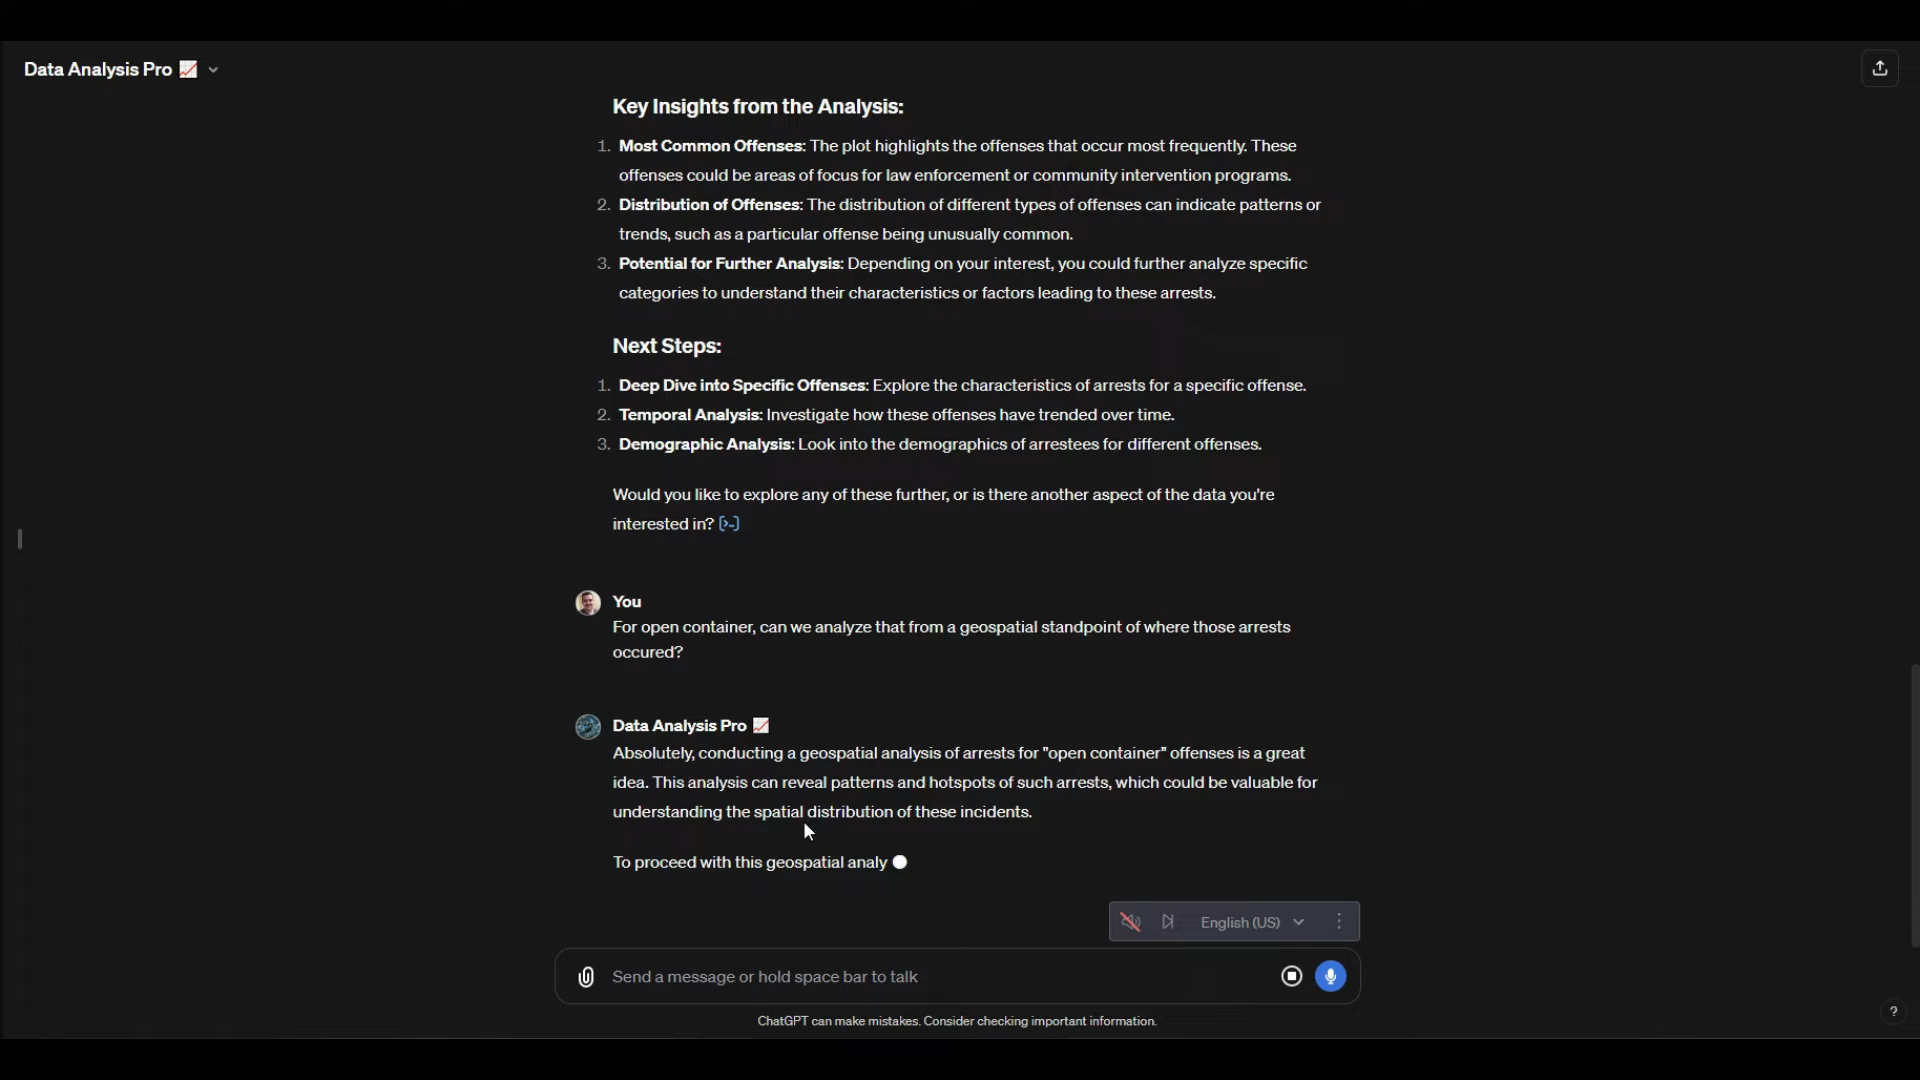 Data Analysis Pro 📈
Key Insights from the Analysis:
1. Most Common Offenses: The plot highlights the offenses that occur most frequently. These
offenses could be areas of focus for law enforcement or community intervention programs.
2. Distribution of Offenses: The distribution of different types of offenses can indicate patterns or
trends, such as a particular offense being unusually common.
3. Potential for Further Analysis: Depending on your interest, you could further analyze specific
categories to understand their characteristics or factors leading to these arrests.
Next Steps:
1. Deep Dive into Specific Offenses: Explore the characteristics of arrests for a specific offense.
2. Temporal Analysis: Investigate how these offenses have trended over time.
3. Demographic Analysis: Look into the demographics of arrestees for different offenses.
Would you like to explore any of these further, or is there another aspect of the data you're
interested in? [>-]
You
For open container, can we analyze that from a geospatial standpoint of where those arrests
occured?
Data Analysis Pro 📈
Absolutely, conducting a geospatial analysis of arrests for "open container" offenses is a great
idea. This analysis can reveal patterns and hotspots of such arrests, which could be valuable for
understanding the spatial distribution of these incidents.
To proceed with this geospatial analy
English (US)
Send a message or hold space bar to talk
ChatGPT can make mistakes. Consider checking important information.
?